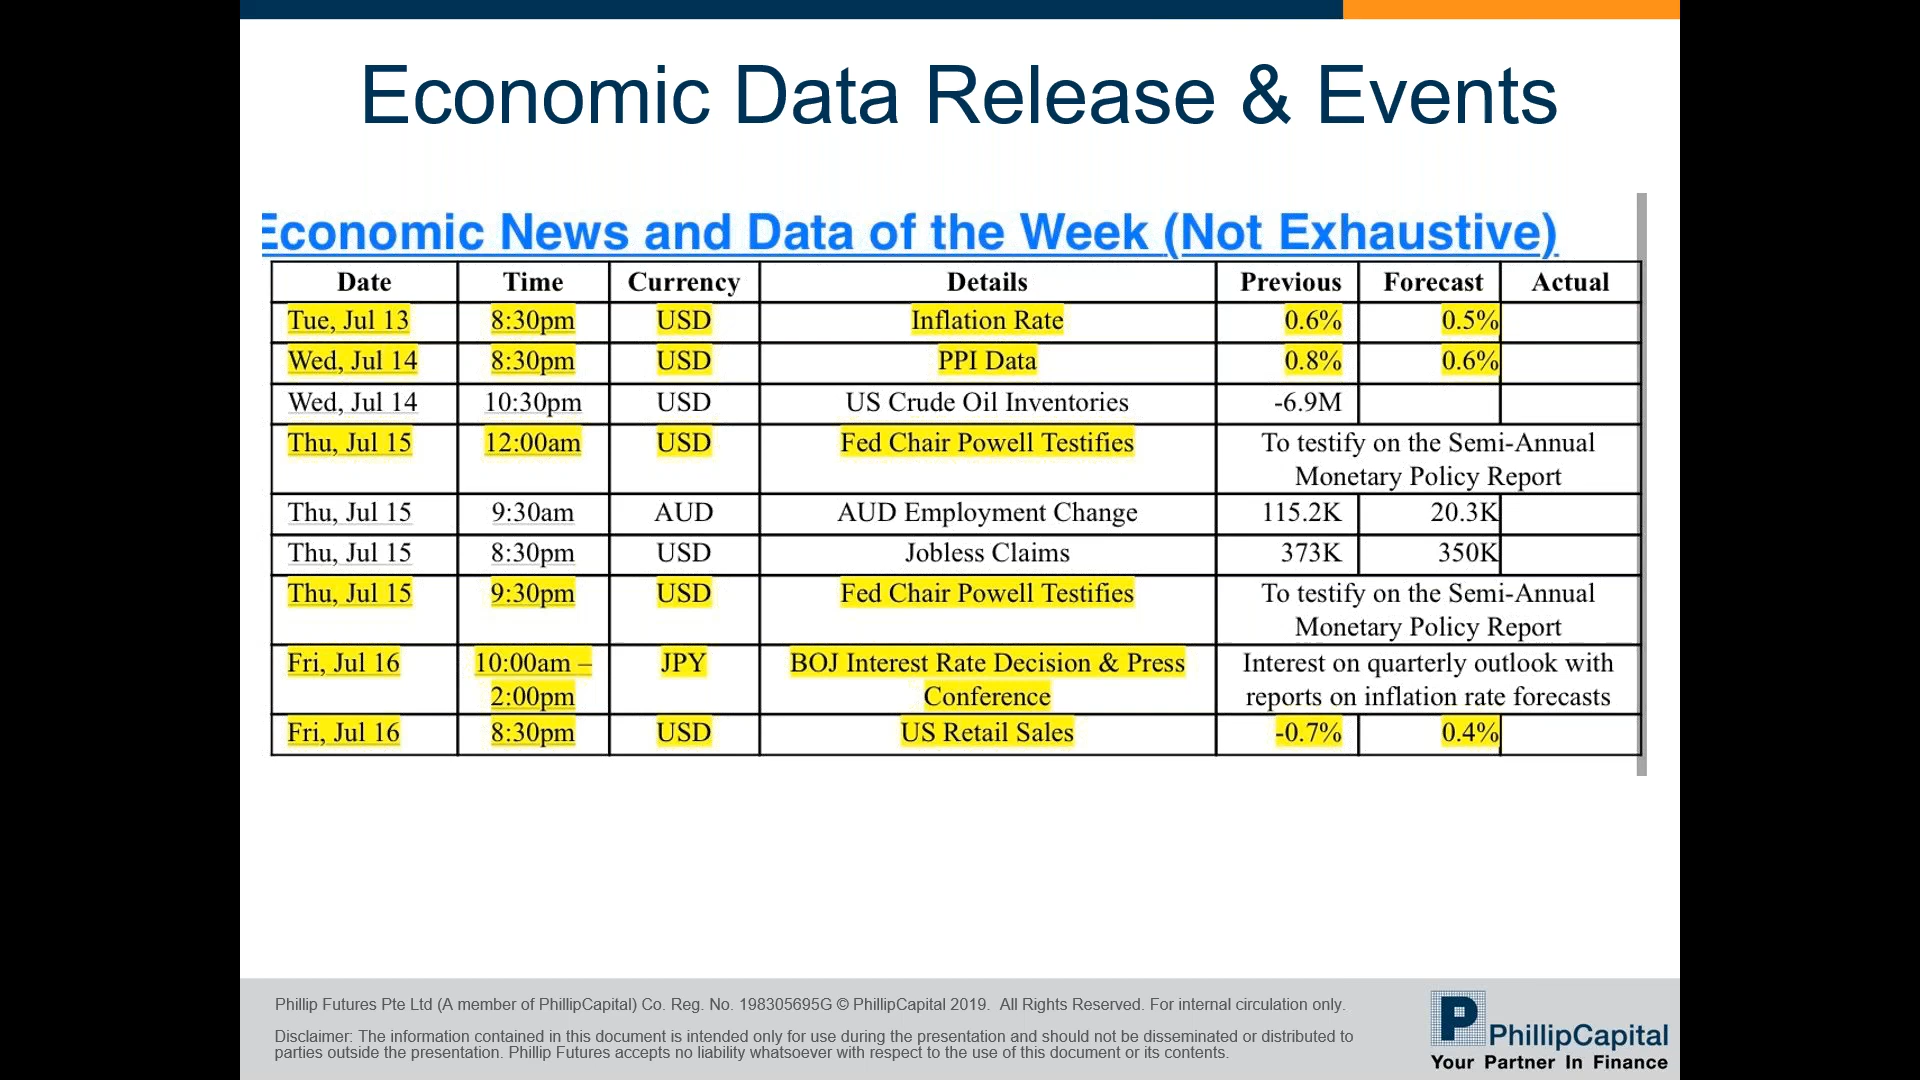 Economic Data Release & Events
Economic News and Data of the Week (Not Exhaustive)
Date Time Currency Details Previous Forecast Actual
Tue, Jul 13 8:30pm USD Inflation Rate 0.6% 0.5%
Wed, Jul 14 8:30pm USD PPI Data 0.8% 0.6%
Wed, Jul 14 10:30pm USD US Crude Oil Inventories -6.9M
Thu, Jul 15 12:00am USD Fed Chair Powell Testifies To testify on the Semi-Annual
Monetary Policy Report
Thu, Jul 15 9:30am AUD AUD Employment Change 115.2K 20.3K
Thu, Jul 15 8:30pm USD Jobless Claims 373K 350K
Thu, Jul 15 9:30pm USD Fed Chair Powell Testifies To testify on the Semi-Annual
Monetary Policy Report
Fri, Jul 16 10:00am – JPY BOJ Interest Rate Decision & Press Interest on quarterly outlook with
2:00pm Conference reports on inflation rate forecasts
Fri, Jul 16 8:30pm USD US Retail Sales -0.7% 0.4%
Phillip Futures Pte Ltd (A member of PhillipCapital) Co. Reg. No. 198305695G © PhillipCapital 2019. All Rights Reserved. For internal circulation only.
Disclaimer: The information contained in this document is intended only for use during the presentation and should not be disseminated or distributed to
parties outside the presentation. Phillip Futures accepts no liability whatsoever with respect to the use of this document or its contents.
P PhillipCapital
Your Partner In Finance